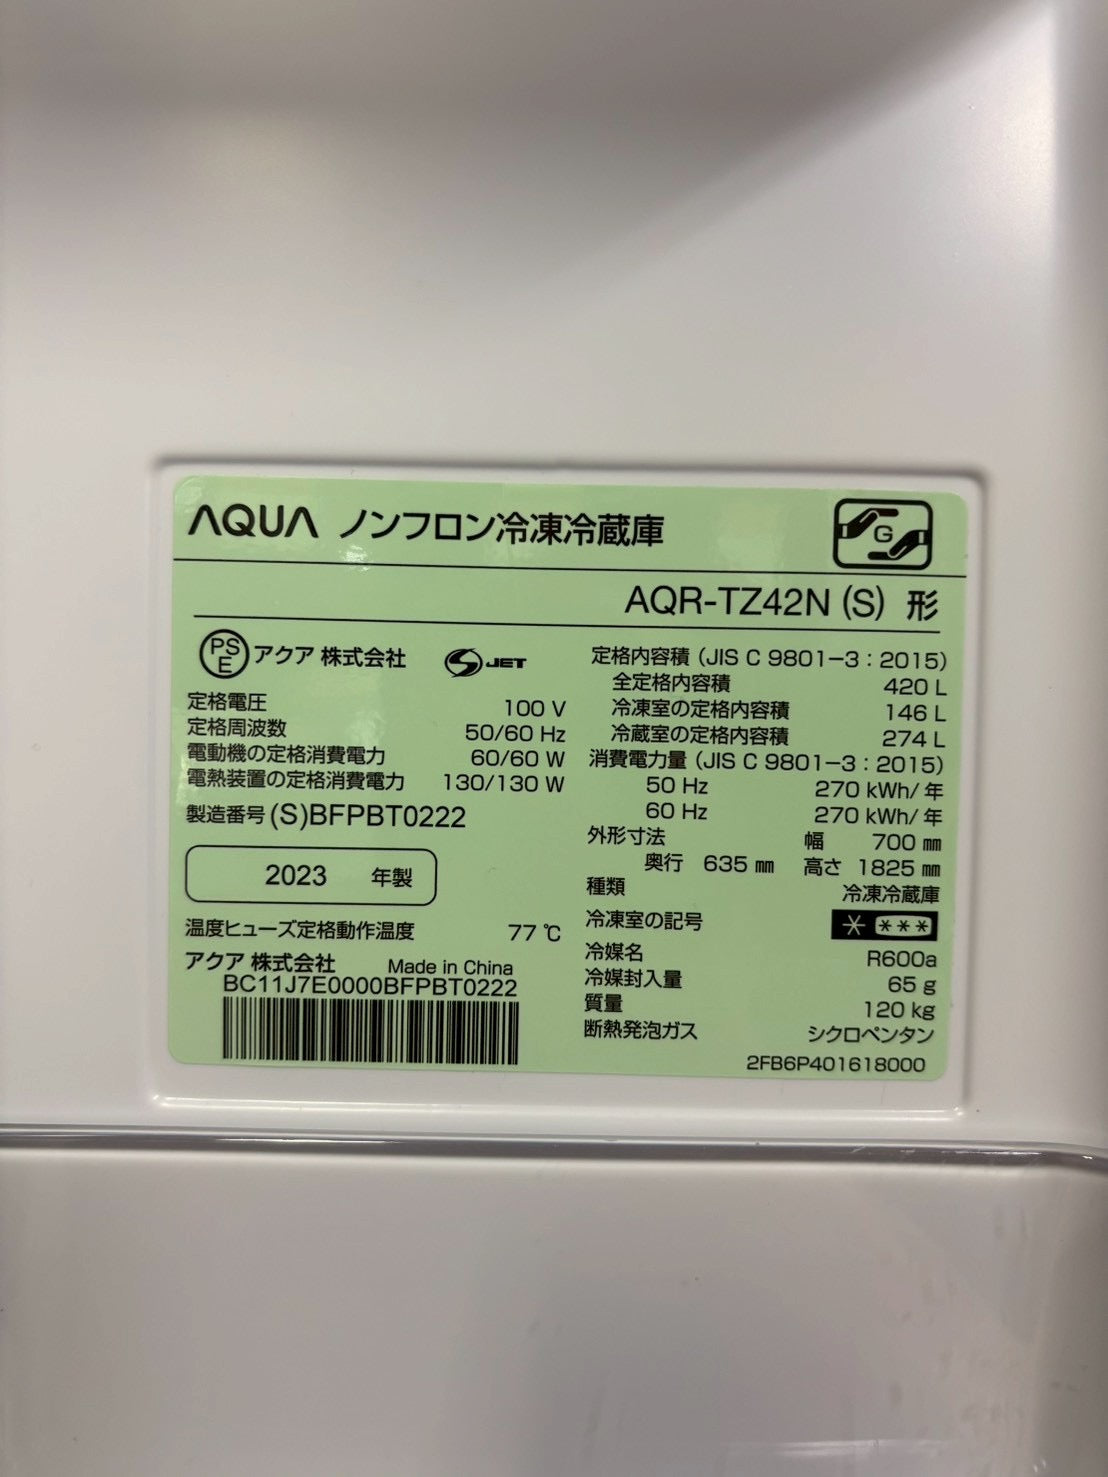 AQUA ノンフロン冷凍冷蔵庫
G
AQR-TZ42N (S) 形
PSE アクア 株式会社 S JET
定格電圧 100 V
定格周波数 50/60 Hz
電動機の定格消費電力 60/60 W
電熱装置の定格消費電力 130/130 W
製造番号 (S)BFPBT0222
2023 年製
温度ヒューズ定格動作温度 77 ℃
アクア 株式会社 Made in China
BC11J7E0000BFPBT0222
定格内容積 (JIS C 9801-3 : 2015)
全定格内容積 420 L
冷凍室の定格内容積 146 L
冷蔵室の定格内容積 274 L
消費電力量 (JIS C 9801-3 : 2015)
50 Hz 270 kWh/ 年
60 Hz 270 kWh/ 年
外形寸法 幅 700 ㎜
奥行 635 ㎜ 高さ 1825 ㎜
種類 冷凍冷蔵庫
冷凍室の記号 * ***
冷媒名 R600a
冷媒封入量 65 g
質量 120 kg
断熱発泡ガス シクロペンタン
2FB6P401618000